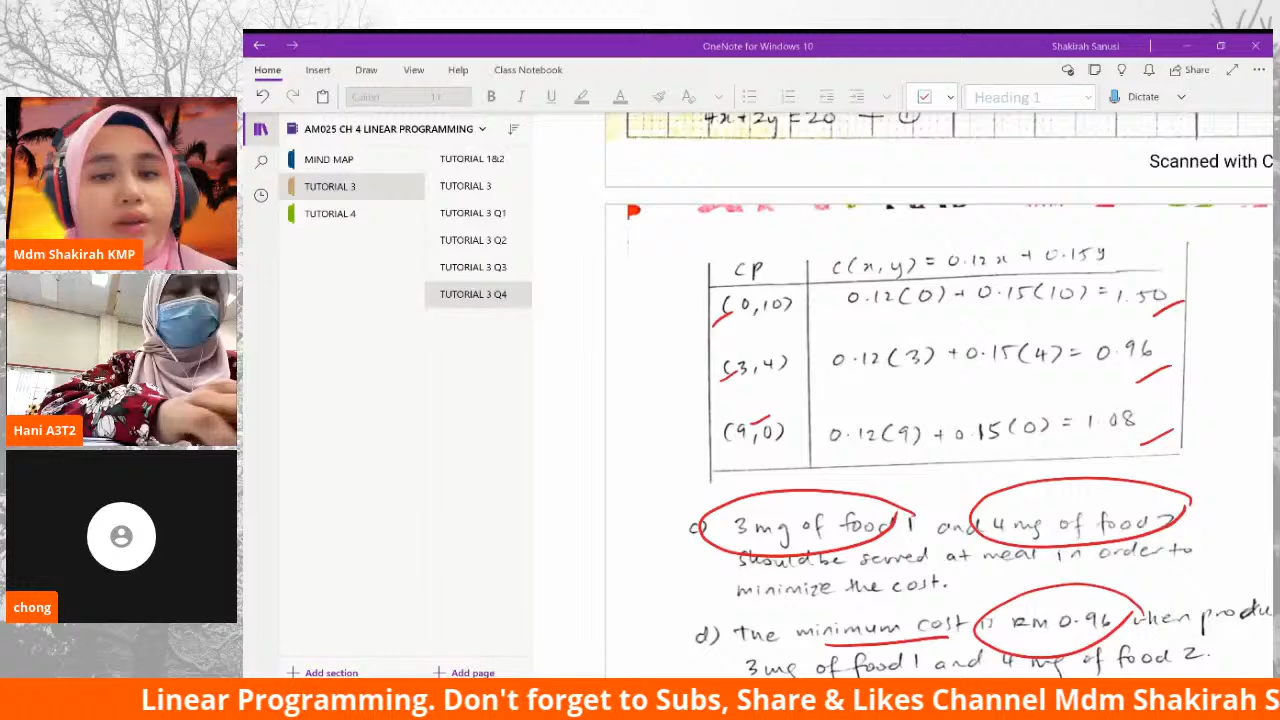 OneNote for Windows 10
Shakirah Sanusi
Home Insert Draw View Help Class Notebook
Share
Calibri 11
B I U A
Heading 1
Dictate
AM025 CH 4 LINEAR PROGRAMMING
MIND MAP
TUTORIAL 3
TUTORIAL 4
TUTORIAL 1&2
TUTORIAL 3
TUTORIAL 3 Q1
TUTORIAL 3 Q2
TUTORIAL 3 Q3
TUTORIAL 3 Q4
Add section
Add page
4x+2y=20 — ①
Scanned with C
CP C(x,y) = 0.12x + 0.15y
(0,10) 0.12(0) + 0.15(10) = 1.50
(3,4) 0.12(3) + 0.15(4) = 0.96
(9,0) 0.12(9) + 0.15(0) = 1.08
c) 3 mg of food 1 and 4 mg of food 2
should be served at meal in order to
minimize the cost.
d) The minimum cost is RM 0.96 when produ
3 mg of food 1 and 4 mg of food 2.
Mdm Shakirah KMP
Hani A3T2
chong
Linear Programming. Don't forget to Subs, Share & Likes Channel Mdm Shakirah S